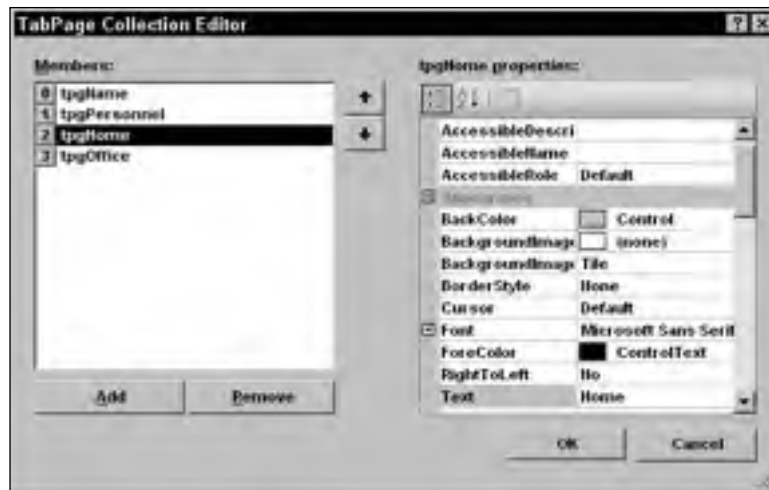 TabPage Collection Editor
Members:
0 tpgName
1 tpgPersonnel
2 tpgHome
3 tpgOffice
Add
Remove
tpgHome properties:
AccessibleDescri
AccessibleName
AccessibleRole Default
Appearance
BackColor Control
BackgroundImage (none)
BackgroundImage Tile
BorderStyle None
Cursor Default
Font Microsoft Sans Serif
ForeColor ControlText
RightToLeft No
Text Home
OK
Cancel